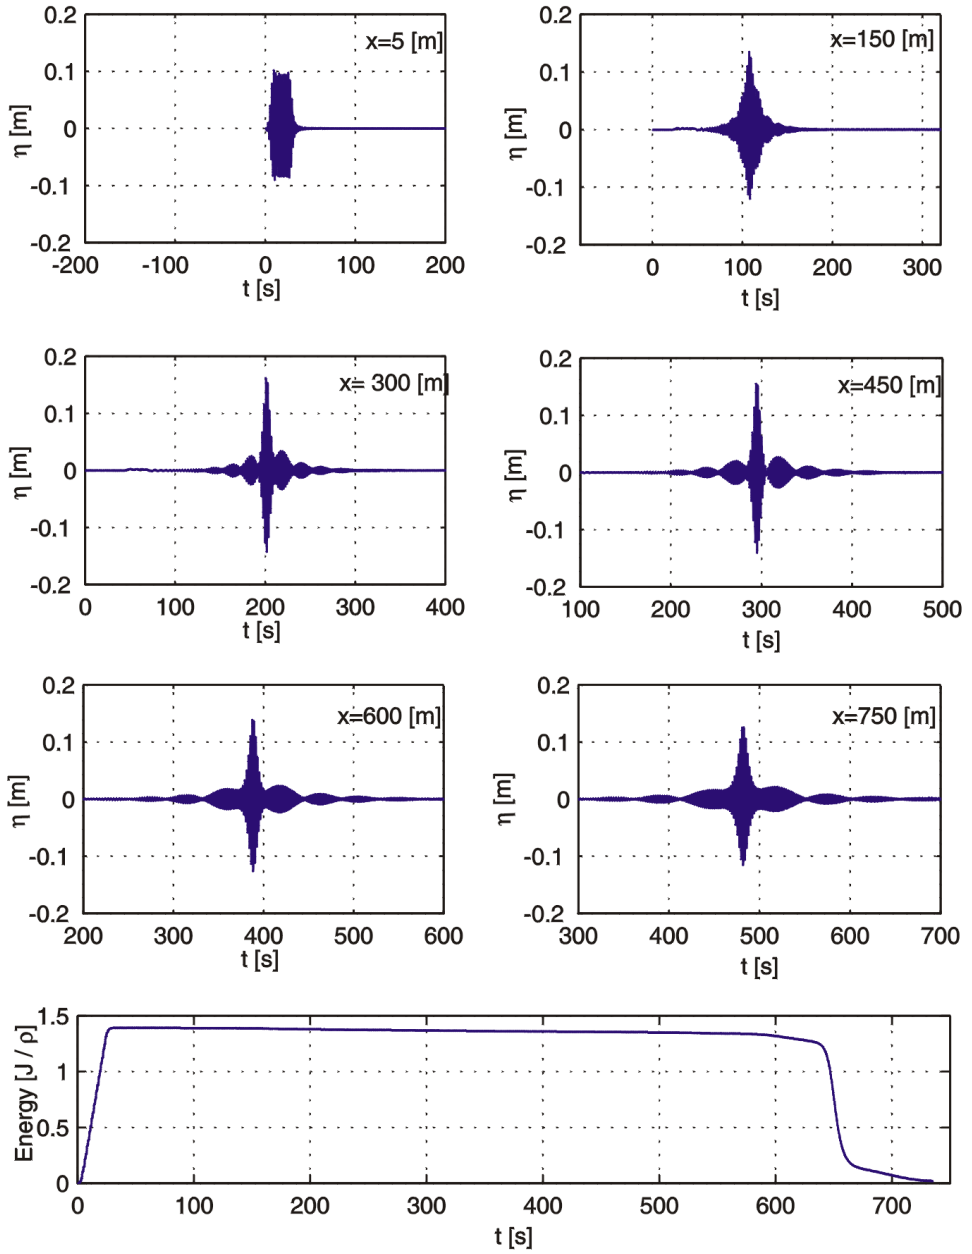 0.2
x=5 [m]
0.1
η [m]
0
-0.1
-0.2
-200 -100 0 100 200
t [s]
0.2
x=150 [m]
0.1
η [m]
0
-0.1
-0.2
0 100 200 300
t [s]
0.2
x= 300 [m]
0.1
η [m]
0
-0.1
-0.2
0 100 200 300 400
t [s]
0.2
x=450 [m]
0.1
η [m]
0
-0.1
-0.2
100 200 300 400 500
t [s]
0.2
x=600 [m]
0.1
η [m]
0
-0.1
-0.2
200 300 400 500 600
t [s]
0.2
x=750 [m]
0.1
η [m]
0
-0.1
-0.2
300 400 500 600 700
t [s]
1.5
Energy [J / ρ]
1
0.5
0
0 100 200 300 400 500 600 700
t [s]